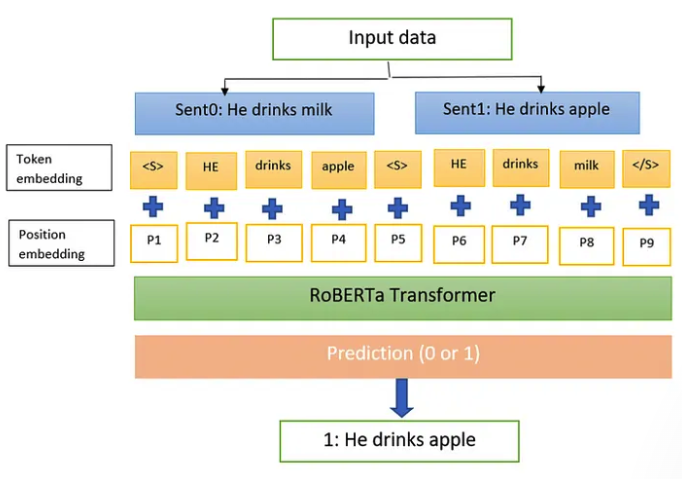 Input data
Sent0: He drinks milk
Sent1: He drinks apple
Token
embedding
<S> HE drinks apple <S> HE drinks milk </S>
Position
embedding
P1 P2 P3 P4 P5 P6 P7 P8 P9
RoBERTa Transformer
Prediction (0 or 1)
1: He drinks apple